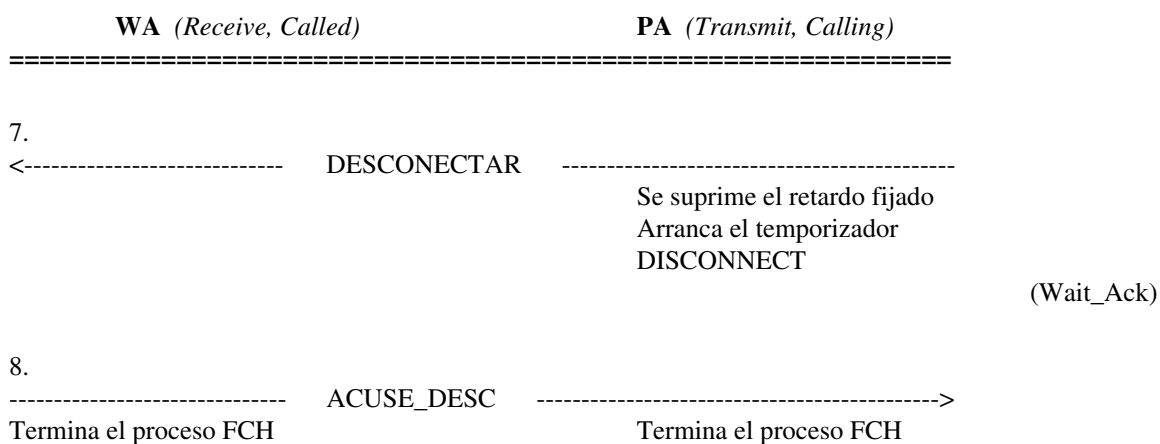 WA (Receive, Called) PA (Transmit, Calling)
==============================================================
7.
<----------------------------- DESCONECTAR --------------------------------------------
Se suprime el retardo fijado
Arranca el temporizador
DISCONNECT
(Wait_Ack)
8.
------------------------------- ACUSE_DESC --------------------------------------------->
Termina el proceso FCH Termina el proceso FCH